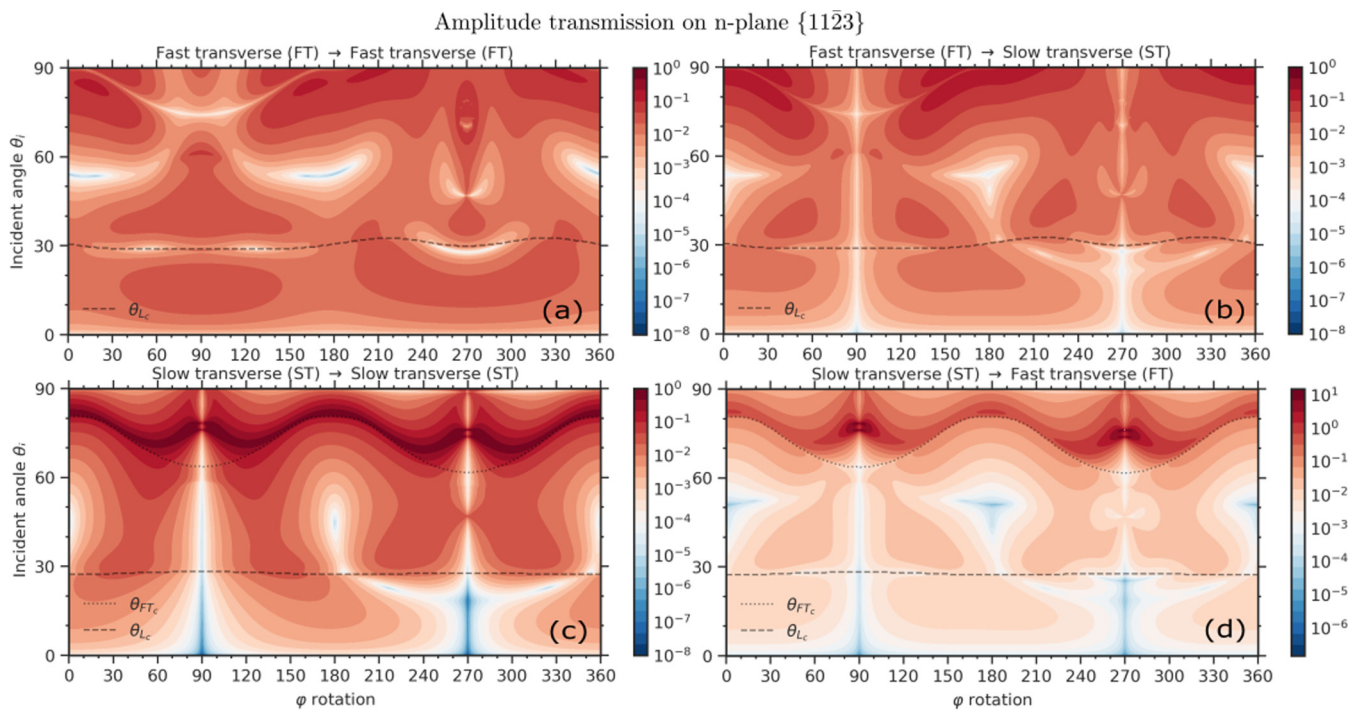 Amplitude transmission on n-plane {112̄3}
Fast transverse (FT) → Fast transverse (FT)
Fast transverse (FT) → Slow transverse (ST)
Incident angle θi
90
60
30
0
0 30 60 90 120 150 180 210 240 270 300 330 360
θLc
(a)
10^0
10^-1
10^-2
10^-3
10^-4
10^-5
10^-6
10^-7
10^-8
90
60
30
0
0 30 60 90 120 150 180 210 240 270 300 330 360
θLc
(b)
10^0
10^-1
10^-2
10^-3
10^-4
10^-5
10^-6
10^-7
10^-8
Slow transverse (ST) → Slow transverse (ST)
Slow transverse (ST) → Fast transverse (FT)
Incident angle θi
90
60
30
0
0 30 60 90 120 150 180 210 240 270 300 330 360
φ rotation
θFTc
θLc
(c)
10^0
10^-1
10^-2
10^-3
10^-4
10^-5
10^-6
10^-7
10^-8
90
60
30
0
0 30 60 90 120 150 180 210 240 270 300 330 360
φ rotation
θFTc
θLc
(d)
10^1
10^0
10^-1
10^-2
10^-3
10^-4
10^-5
10^-6